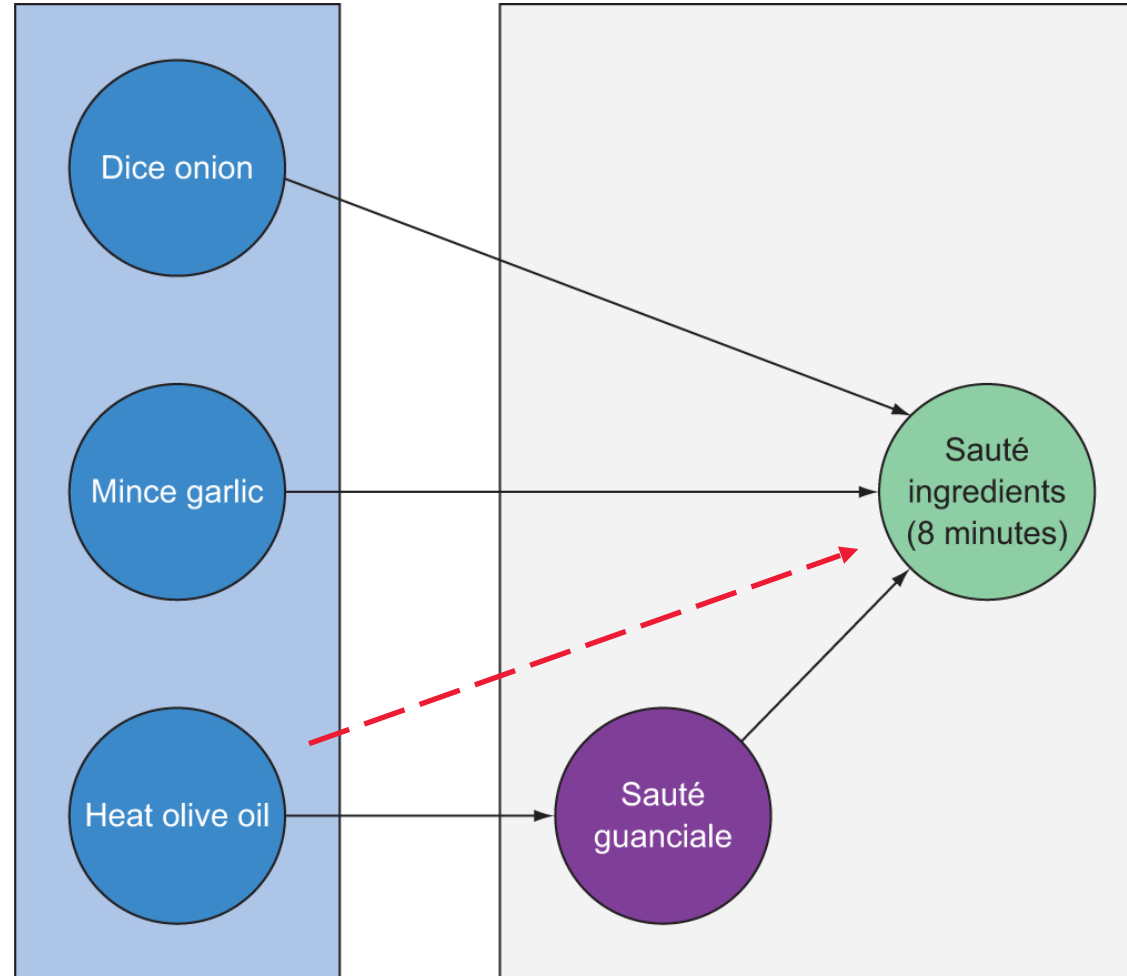 Dice onion
Mince garlic
Sauté
ingredients
(8 minutes)
Heat olive oil
Sauté
guanciale